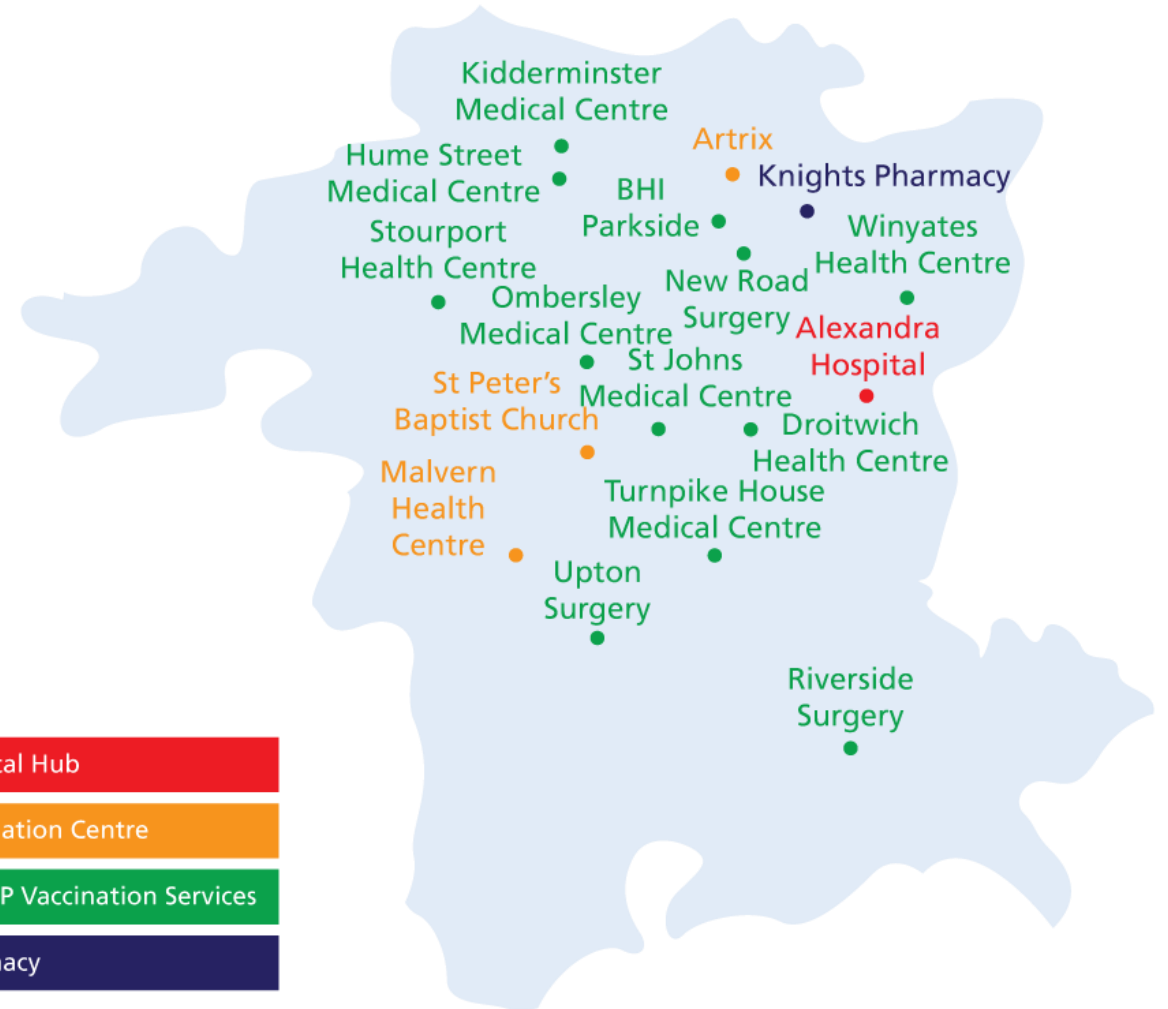 Kidderminster
Medical Centre
Artrix
Hume Street
Medical Centre
Knights Pharmacy
BHI
Parkside
Stourport
Health Centre
Winyates
Health Centre
New Road
Surgery
Ombersley
Medical Centre
Alexandra
Hospital
St Johns
Medical Centre
St Peter’s
Baptist Church
Droitwich
Health Centre
Malvern
Health
Centre
Turnpike House
Medical Centre
Upton
Surgery
Riverside
Surgery
tal Hub
ation Centre
P Vaccination Services
nacy